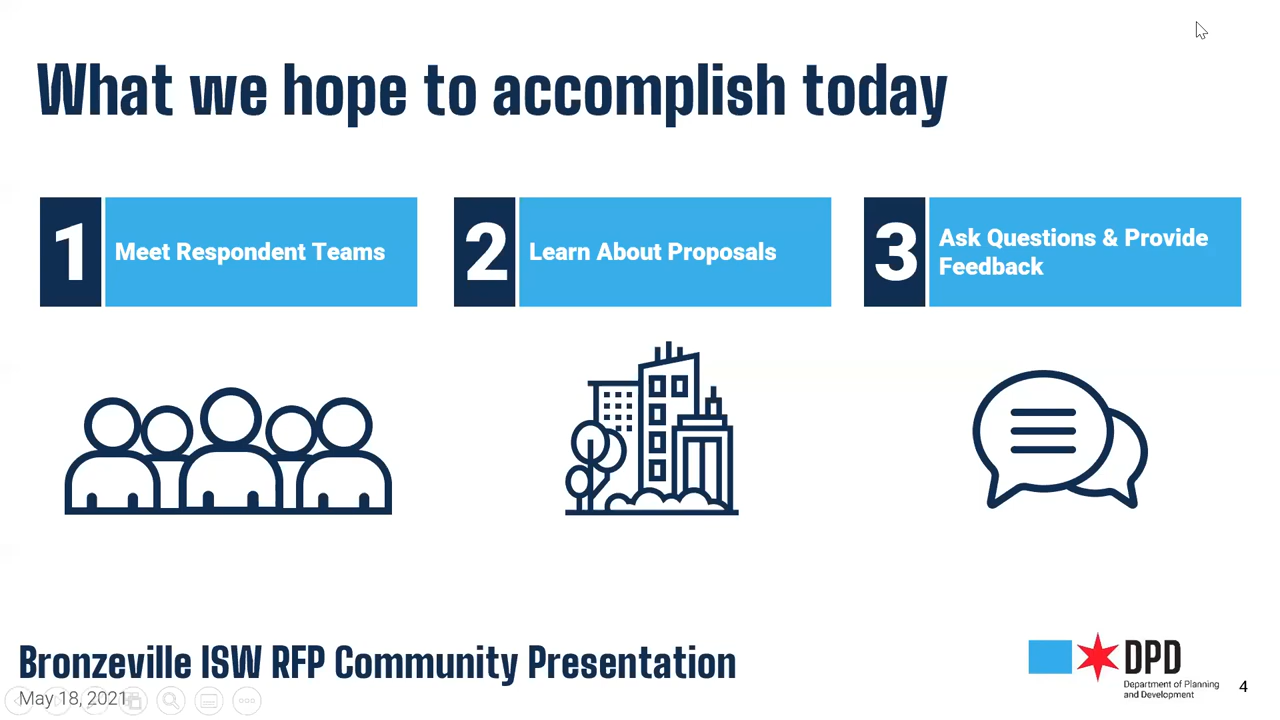 What we hope to accomplish today
1 Meet Respondent Teams
2 Learn About Proposals
3 Ask Questions & Provide
Feedback
Bronzeville ISW RFP Community Presentation
May 18, 2021
DPD
Department of Planning
and Development
4